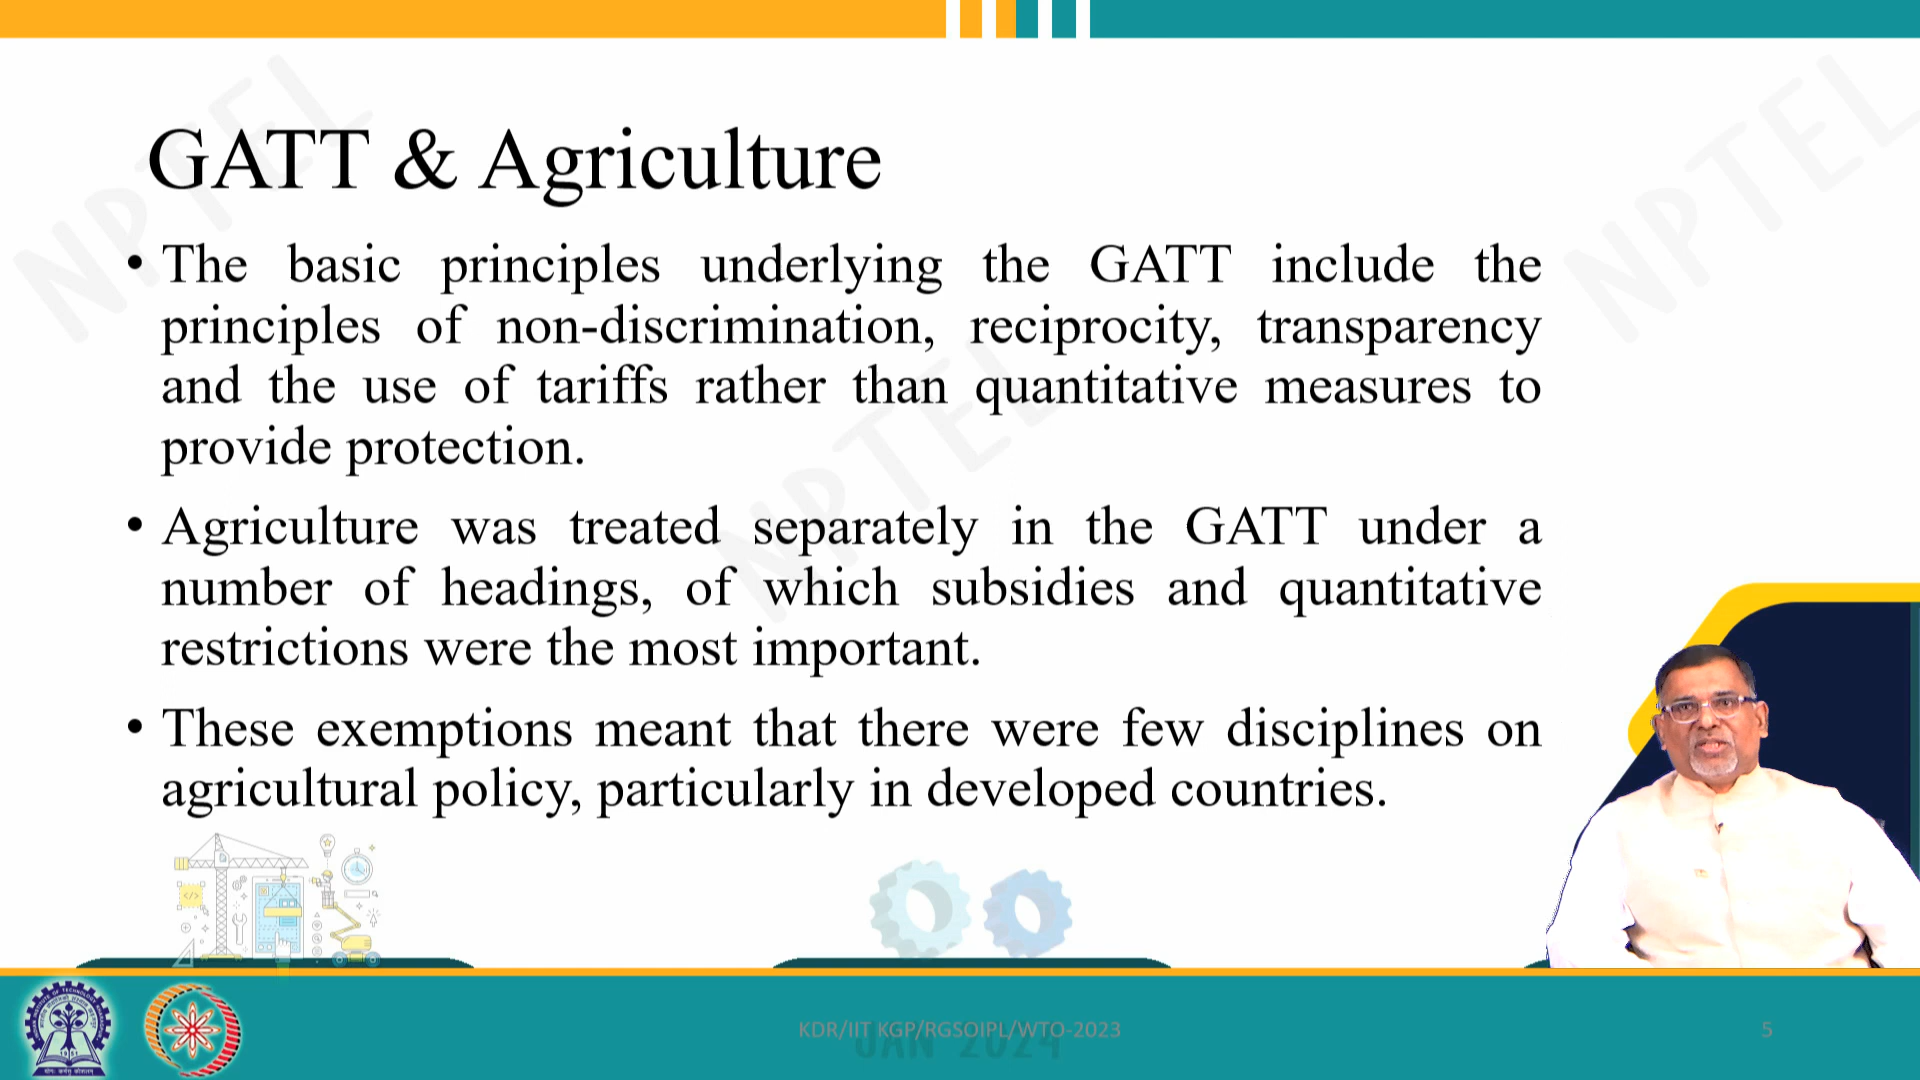 GATT & Agriculture
• The basic principles underlying the GATT include the
principles of non-discrimination, reciprocity, transparency
and the use of tariffs rather than quantitative measures to
provide protection.
• Agriculture was treated separately in the GATT under a
number of headings, of which subsidies and quantitative
restrictions were the most important.
• These exemptions meant that there were few disciplines on
agricultural policy, particularly in developed countries.
NPTEL
NPTEL
NPTEL
KDR/IIT KGP/RGSOIPL/WTO-2023
JAN 2024
5